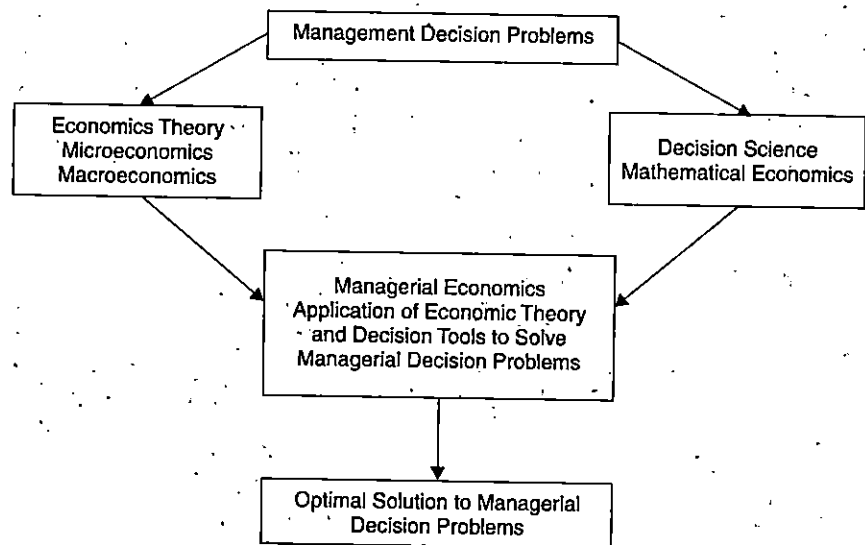 Management Decision Problems
Economics Theory
Microeconomics
Macroeconomics
Decision Science
Mathematical Economics
Managerial Economics
Application of Economic Theory
and Decision Tools to Solve
Managerial Decision Problems
Optimal Solution to Managerial
Decision Problems